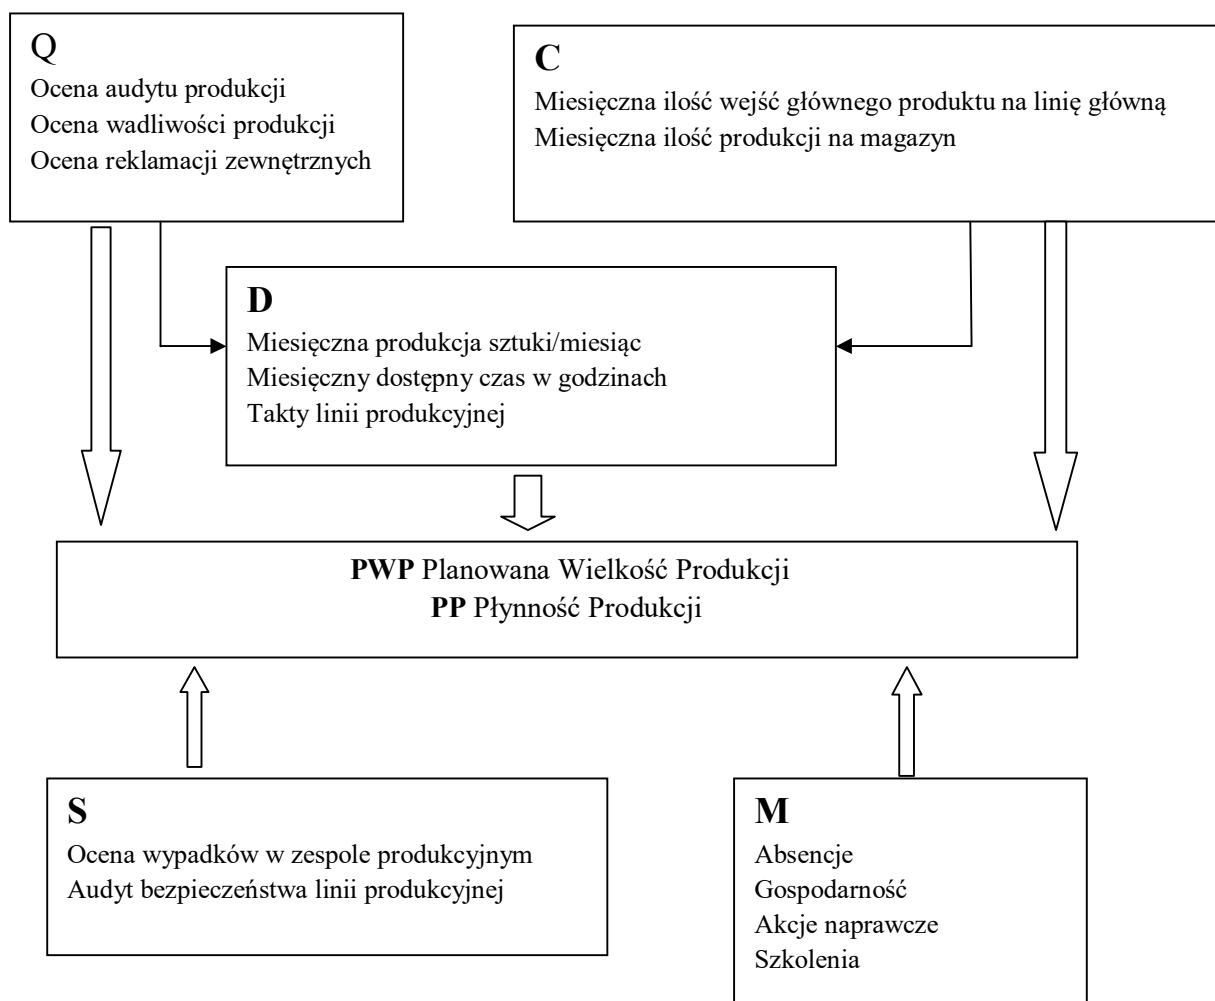 Q
Ocena audytu produkcji
Ocena wadliwości produkcji
Ocena reklamacji zewnętrznych
C
Miesięczna ilość wejść głównego produktu na linię główną
Miesięczna ilość produkcji na magazyn
D
Miesięczna produkcja sztuki/miesiąc
Miesięczny dostępny czas w godzinach
Takty linii produkcyjnej
PWP Planowana Wielkość Produkcji
PP Płynność Produkcji
S
Ocena wypadków w zespole produkcyjnym
Audyt bezpieczeństwa linii produkcyjnej
M
Absencje
Gospodarność
Akcje naprawcze
Szkolenia